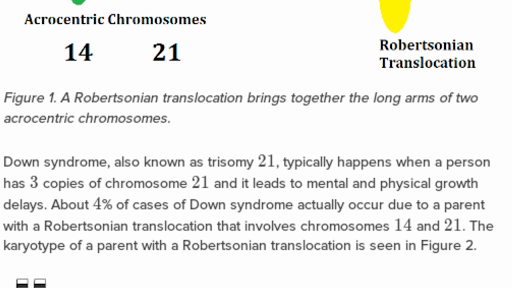 Acrocentric Chromosomes
14 21
Robertsonian
Translocation
Figure 1. A Robertsonian translocation brings together the long arms of two
acrocentric chromosomes.
Down syndrome, also known as trisomy 21, typically happens when a person
has 3 copies of chromosome 21 and it leads to mental and physical growth
delays. About 4% of cases of Down syndrome actually occur due to a parent
with a Robertsonian translocation that involves chromosomes 14 and 21. The
karyotype of a parent with a Robertsonian translocation is seen in Figure 2.